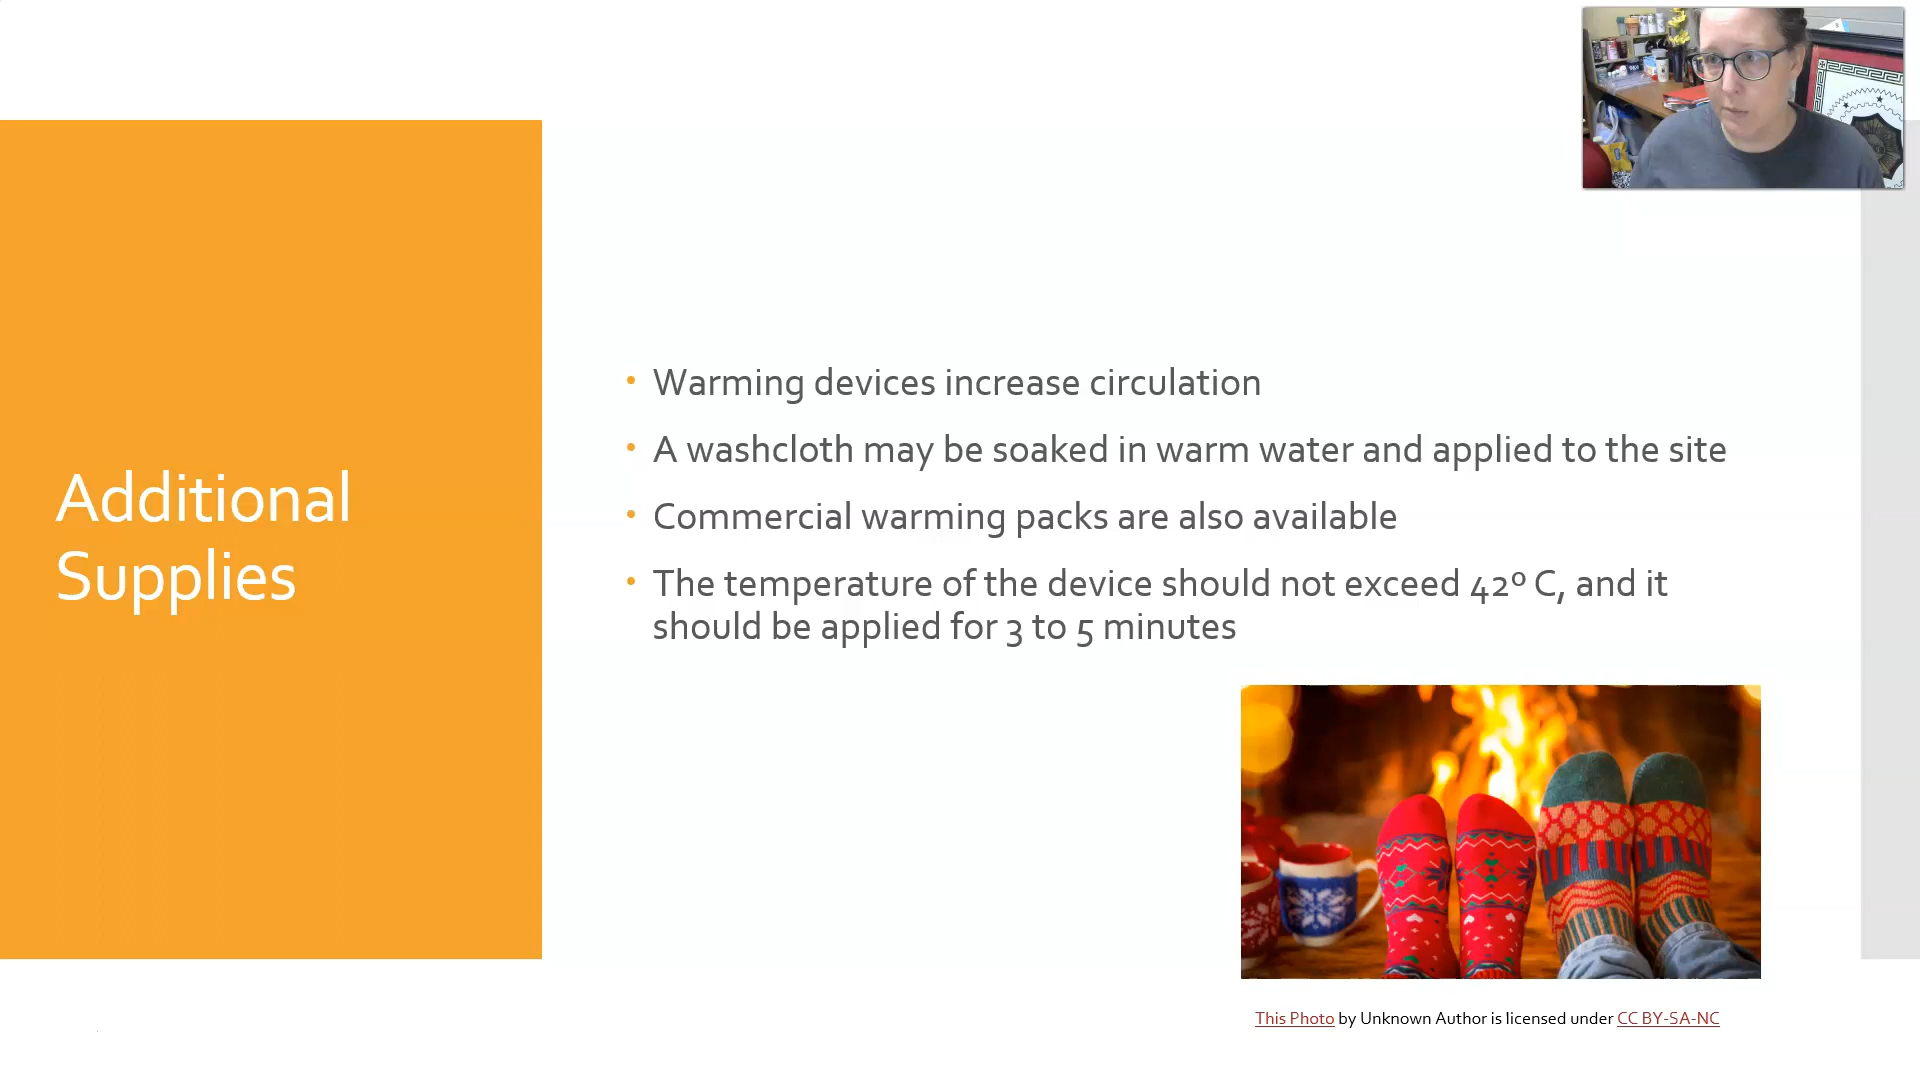 Additional
Supplies
Warming devices increase circulation
A washcloth may be soaked in warm water and applied to the site
Commercial warming packs are also available
The temperature of the device should not exceed 42º C, and it
should be applied for 3 to 5 minutes
This Photo by Unknown Author is licensed under CC BY-SA-NC